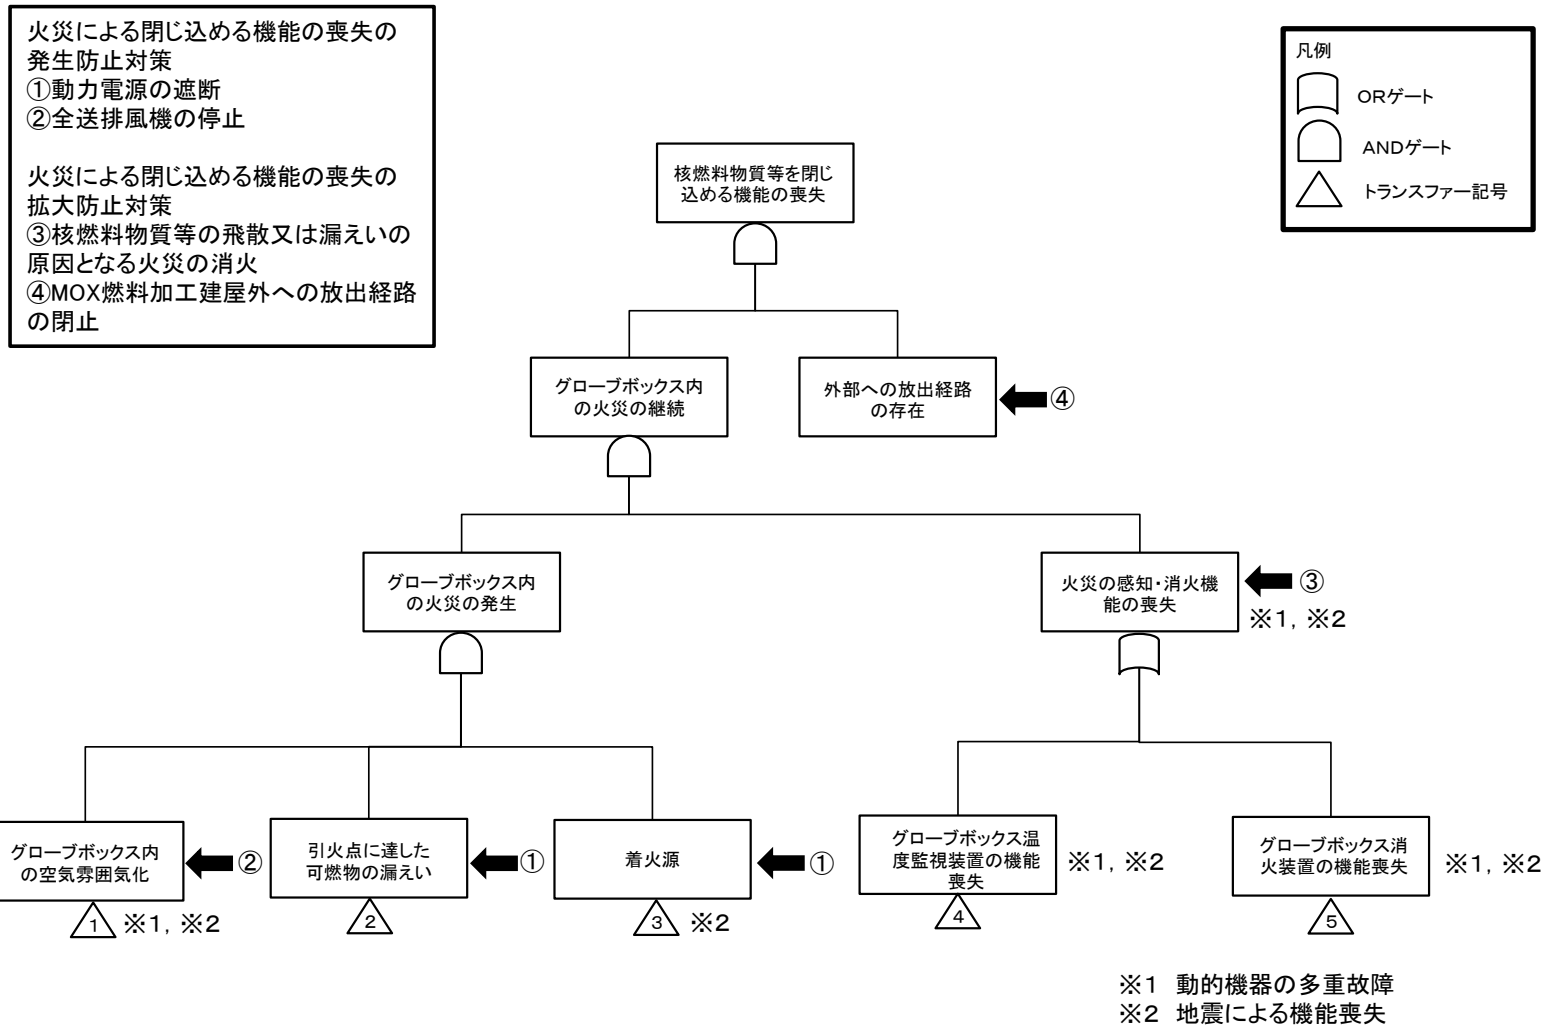 火災による閉じ込める機能の喪失の
発生防止対策
①動力電源の遮断
②全送排風機の停止
火災による閉じ込める機能の喪失の
拡大防止対策
③核燃料物質等の飛散又は漏えいの
原因となる火災の消火
④MOX燃料加工建屋外への放出経路
の閉止
凡例
ORゲート
ANDゲート
トランスファー記号
核燃料物質等を閉じ
込める機能の喪失
グローブボックス内
の火災の継続
外部への放出経路
の存在
④
グローブボックス内
の火災の発生
火災の感知・消火機
能の喪失
③
※1，※2
グローブボックス内
の空気雰囲気化
②
1
※1，※2
引火点に達した
可燃物の漏えい
①
2
着火源
①
3
※2
グローブボックス温
度監視装置の機能
喪失
※1，※2
4
グローブボックス消
火装置の機能喪失
※1，※2
5
※1 動的機器の多重故障
※2 地震による機能喪失